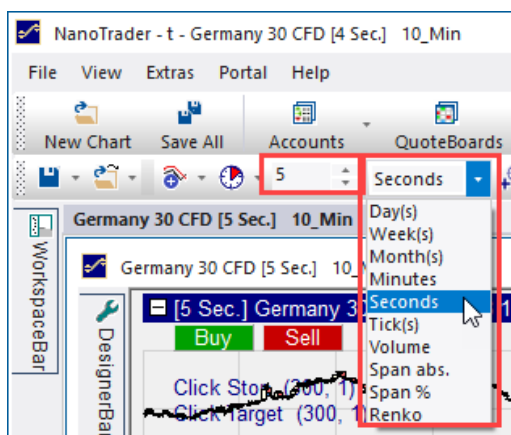 NanoTrader - t - Germany 30 CFD [4 Sec.] 10_Min
File View Extras Portal Help
New Chart Save All Accounts QuoteBoards
5 Seconds
Day(s)
Week(s)
Month(s)
Minutes
Seconds
Tick(s)
Volume
Span abs.
Span %
Renko
Germany 30 CFD [5 Sec.] 10_Min
WorkspaceBar
Germany 30 CFD [5 Sec.]
DesignerBar
[5 Sec.] Germany
Buy Sell
Click Stop (300, 1)
Click Target (300, 1)